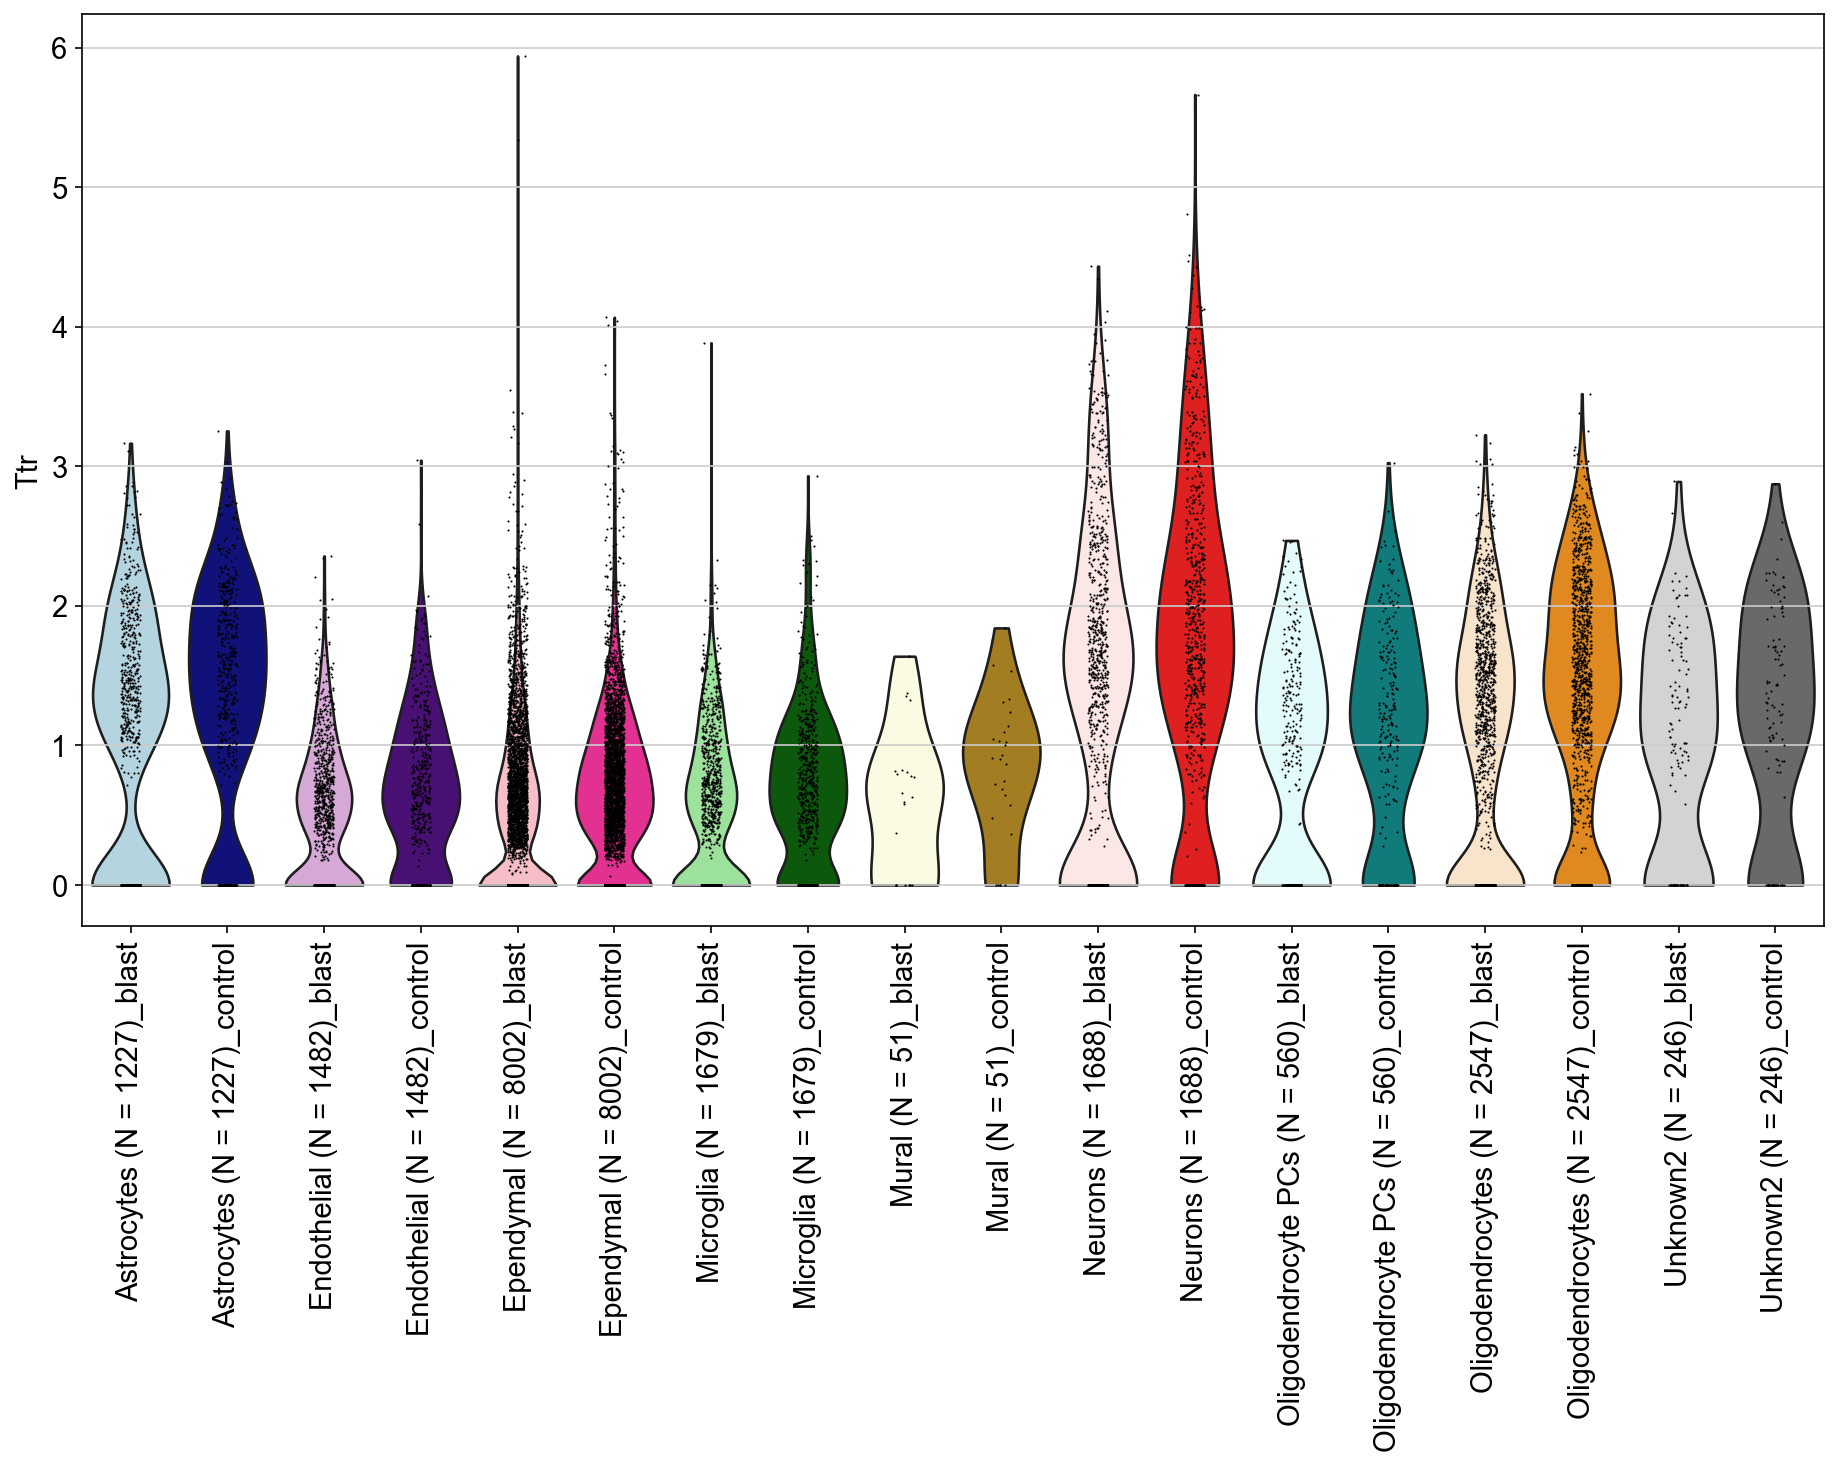 6
5
4
3
2
1
0
Ttr
Astrocytes (N = 1227)_blast
Astrocytes (N = 1227)_control
Endothelial (N = 1482)_blast
Endothelial (N = 1482)_control
Ependymal (N = 8002)_blast
Ependymal (N = 8002)_control
Microglia (N = 1679)_blast
Microglia (N = 1679)_control
Mural (N = 51)_blast
Mural (N = 51)_control
Neurons (N = 1688)_blast
Neurons (N = 1688)_control
Oligodendrocyte PCs (N = 560)_blast
Oligodendrocyte PCs (N = 560)_control
Oligodendrocytes (N = 2547)_blast
Oligodendrocytes (N = 2547)_control
Unknown2 (N = 246)_blast
Unknown2 (N = 246)_control